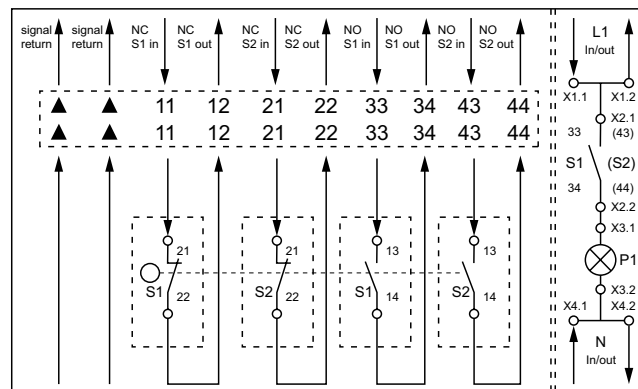 signal return
signal return
NC S1 in
NC S1 out
NC S2 in
NC S2 out
NO S1 in
NO S1 out
NO S2 in
NO S2 out
▲ ▲ 11 12 21 22 33 34 43 44
▲ ▲ 11 12 21 22 33 34 43 44
21
S1
22
21
S2
22
13
S1
14
13
S2
14
L1
In/out
X1.1 X1.2
X2.1
33 (43)
S1 (S2)
34 (44)
X2.2
X3.1
P1
X3.2
X4.1 X4.2
N
In/out